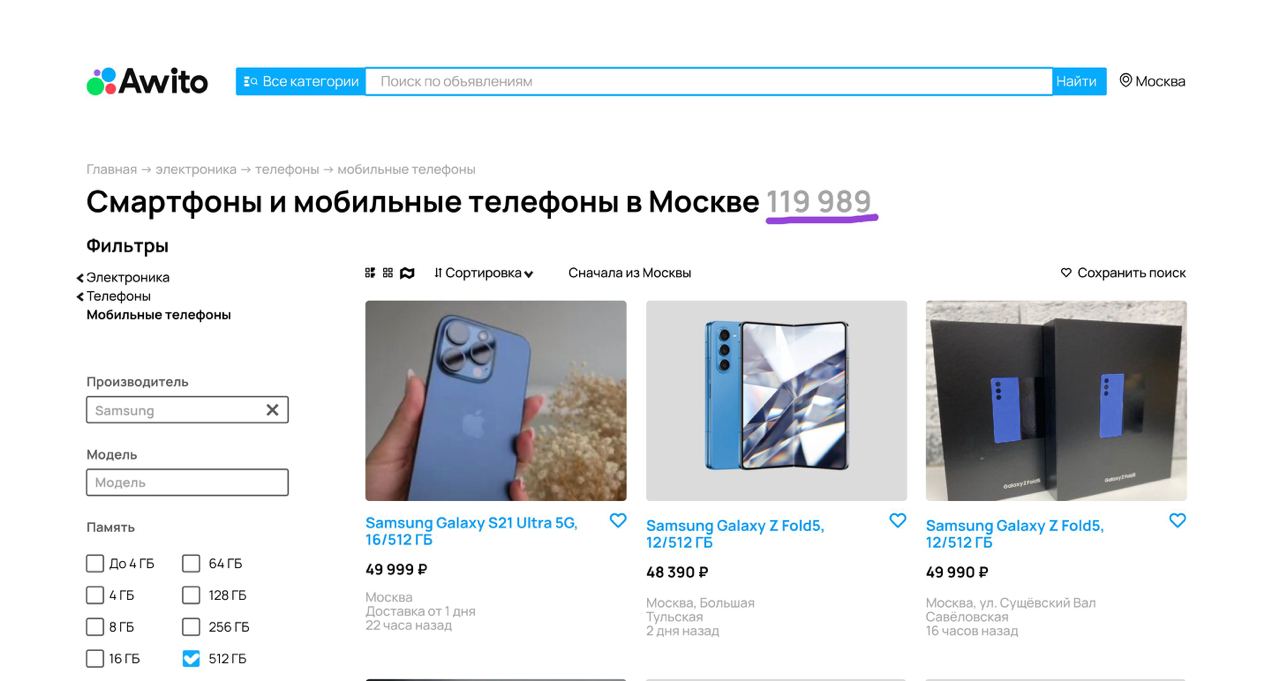 Awito
Все категории
Поиск по объявлениям
Найти
Москва
Главная → электроника → телефоны → мобильные телефоны
Смартфоны и мобильные телефоны в Москве 119 989
Фильтры
Электроника
Телефоны
Мобильные телефоны
Производитель
Samsung
Модель
Модель
Память
До 4 ГБ
64 ГБ
4 ГБ
128 ГБ
8 ГБ
256 ГБ
16 ГБ
512 ГБ
Сортировка
Сначала из Москвы
Сохранить поиск
Samsung Galaxy S21 Ultra 5G,
16/512 ГБ
49 999 ₽
Москва
Доставка от 1 дня
22 часа назад
Samsung Galaxy Z Fold5,
12/512 ГБ
48 390 ₽
Москва, Большая
Тульская
2 дня назад
Galaxy Z Fold5
Galaxy Z Fold5
Samsung Galaxy Z Fold5,
12/512 ГБ
49 990 ₽
Москва, ул. Сущёвский Вал
Савёловская
16 часов назад